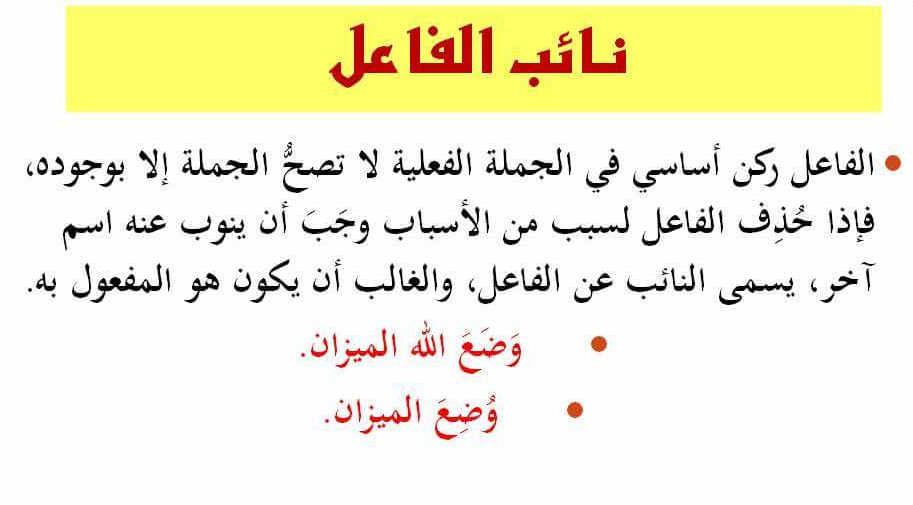 نائب الفاعل
• الفاعل ركن أساسي في الجملة الفعلية لا تصحُّ الجملة إلا بوجوده،
فإذا حُذِف الفاعل لسبب من الأسباب وجَبَ أن ينوب عنه اسم
آخر، يسمى النائب عن الفاعل، والغالب أن يكون هو المفعول به.
• وَضَعَ الله الميزان.
• وُضِعَ الميزان.